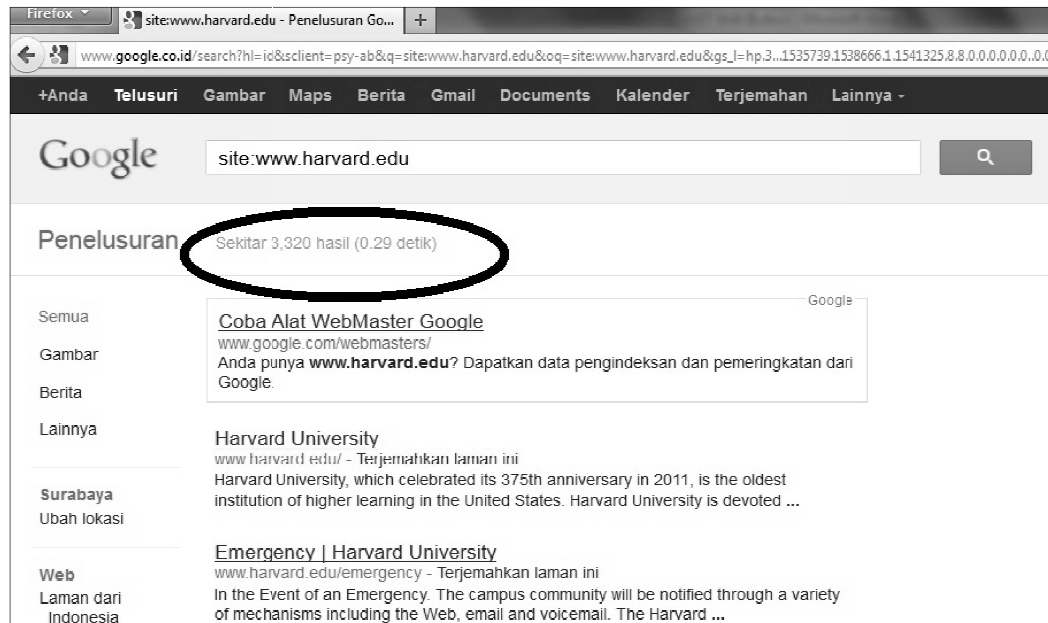 Firefox
site:www.harvard.edu - Penelusuran Go...
+
www.google.co.id/search?hl=id&sclient=psy-ab&q=site:www.harvard.edu&oq=site:www.harvard.edu&gs_l=hp.3...1535739.1538666.1.1541325.8.8.0.0.0.0.0.0..0.0
+Anda Telusuri Gambar Maps Berita Gmail Documents Kalender Terjemahan Lainnya
Google
site:www.harvard.edu
Penelusuran
Sekitar 3,320 hasil (0.29 detik)
Semua
Gambar
Berita
Lainnya
Surabaya
Ubah lokasi
Web
Laman dari
Indonesia
Google
Coba Alat WebMaster Google
www.google.com/webmasters/
Anda punya www.harvard.edu? Dapatkan data pengindeksan dan pemeringkatan dari
Google.
Harvard University
www.harvard.edu/ - Terjemahkan laman ini
Harvard University, which celebrated its 375th anniversary in 2011, is the oldest
institution of higher learning in the United States. Harvard University is devoted ...
Emergency | Harvard University
www.harvard.edu/emergency - Terjemahkan laman ini
In the Event of an Emergency. The campus community will be notified through a variety
of mechanisms including the Web, email and voicemail. The Harvard ...